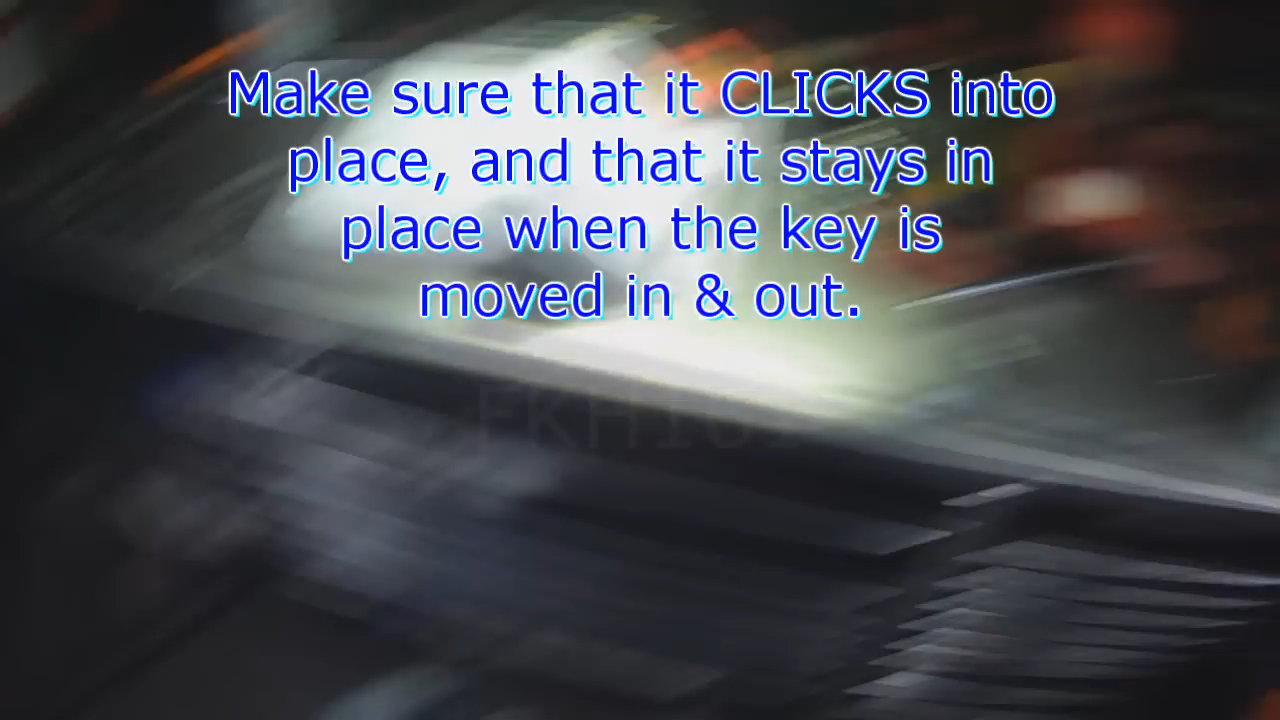 Make sure that it CLICKS into
place, and that it stays in
place when the key is
moved in & out.